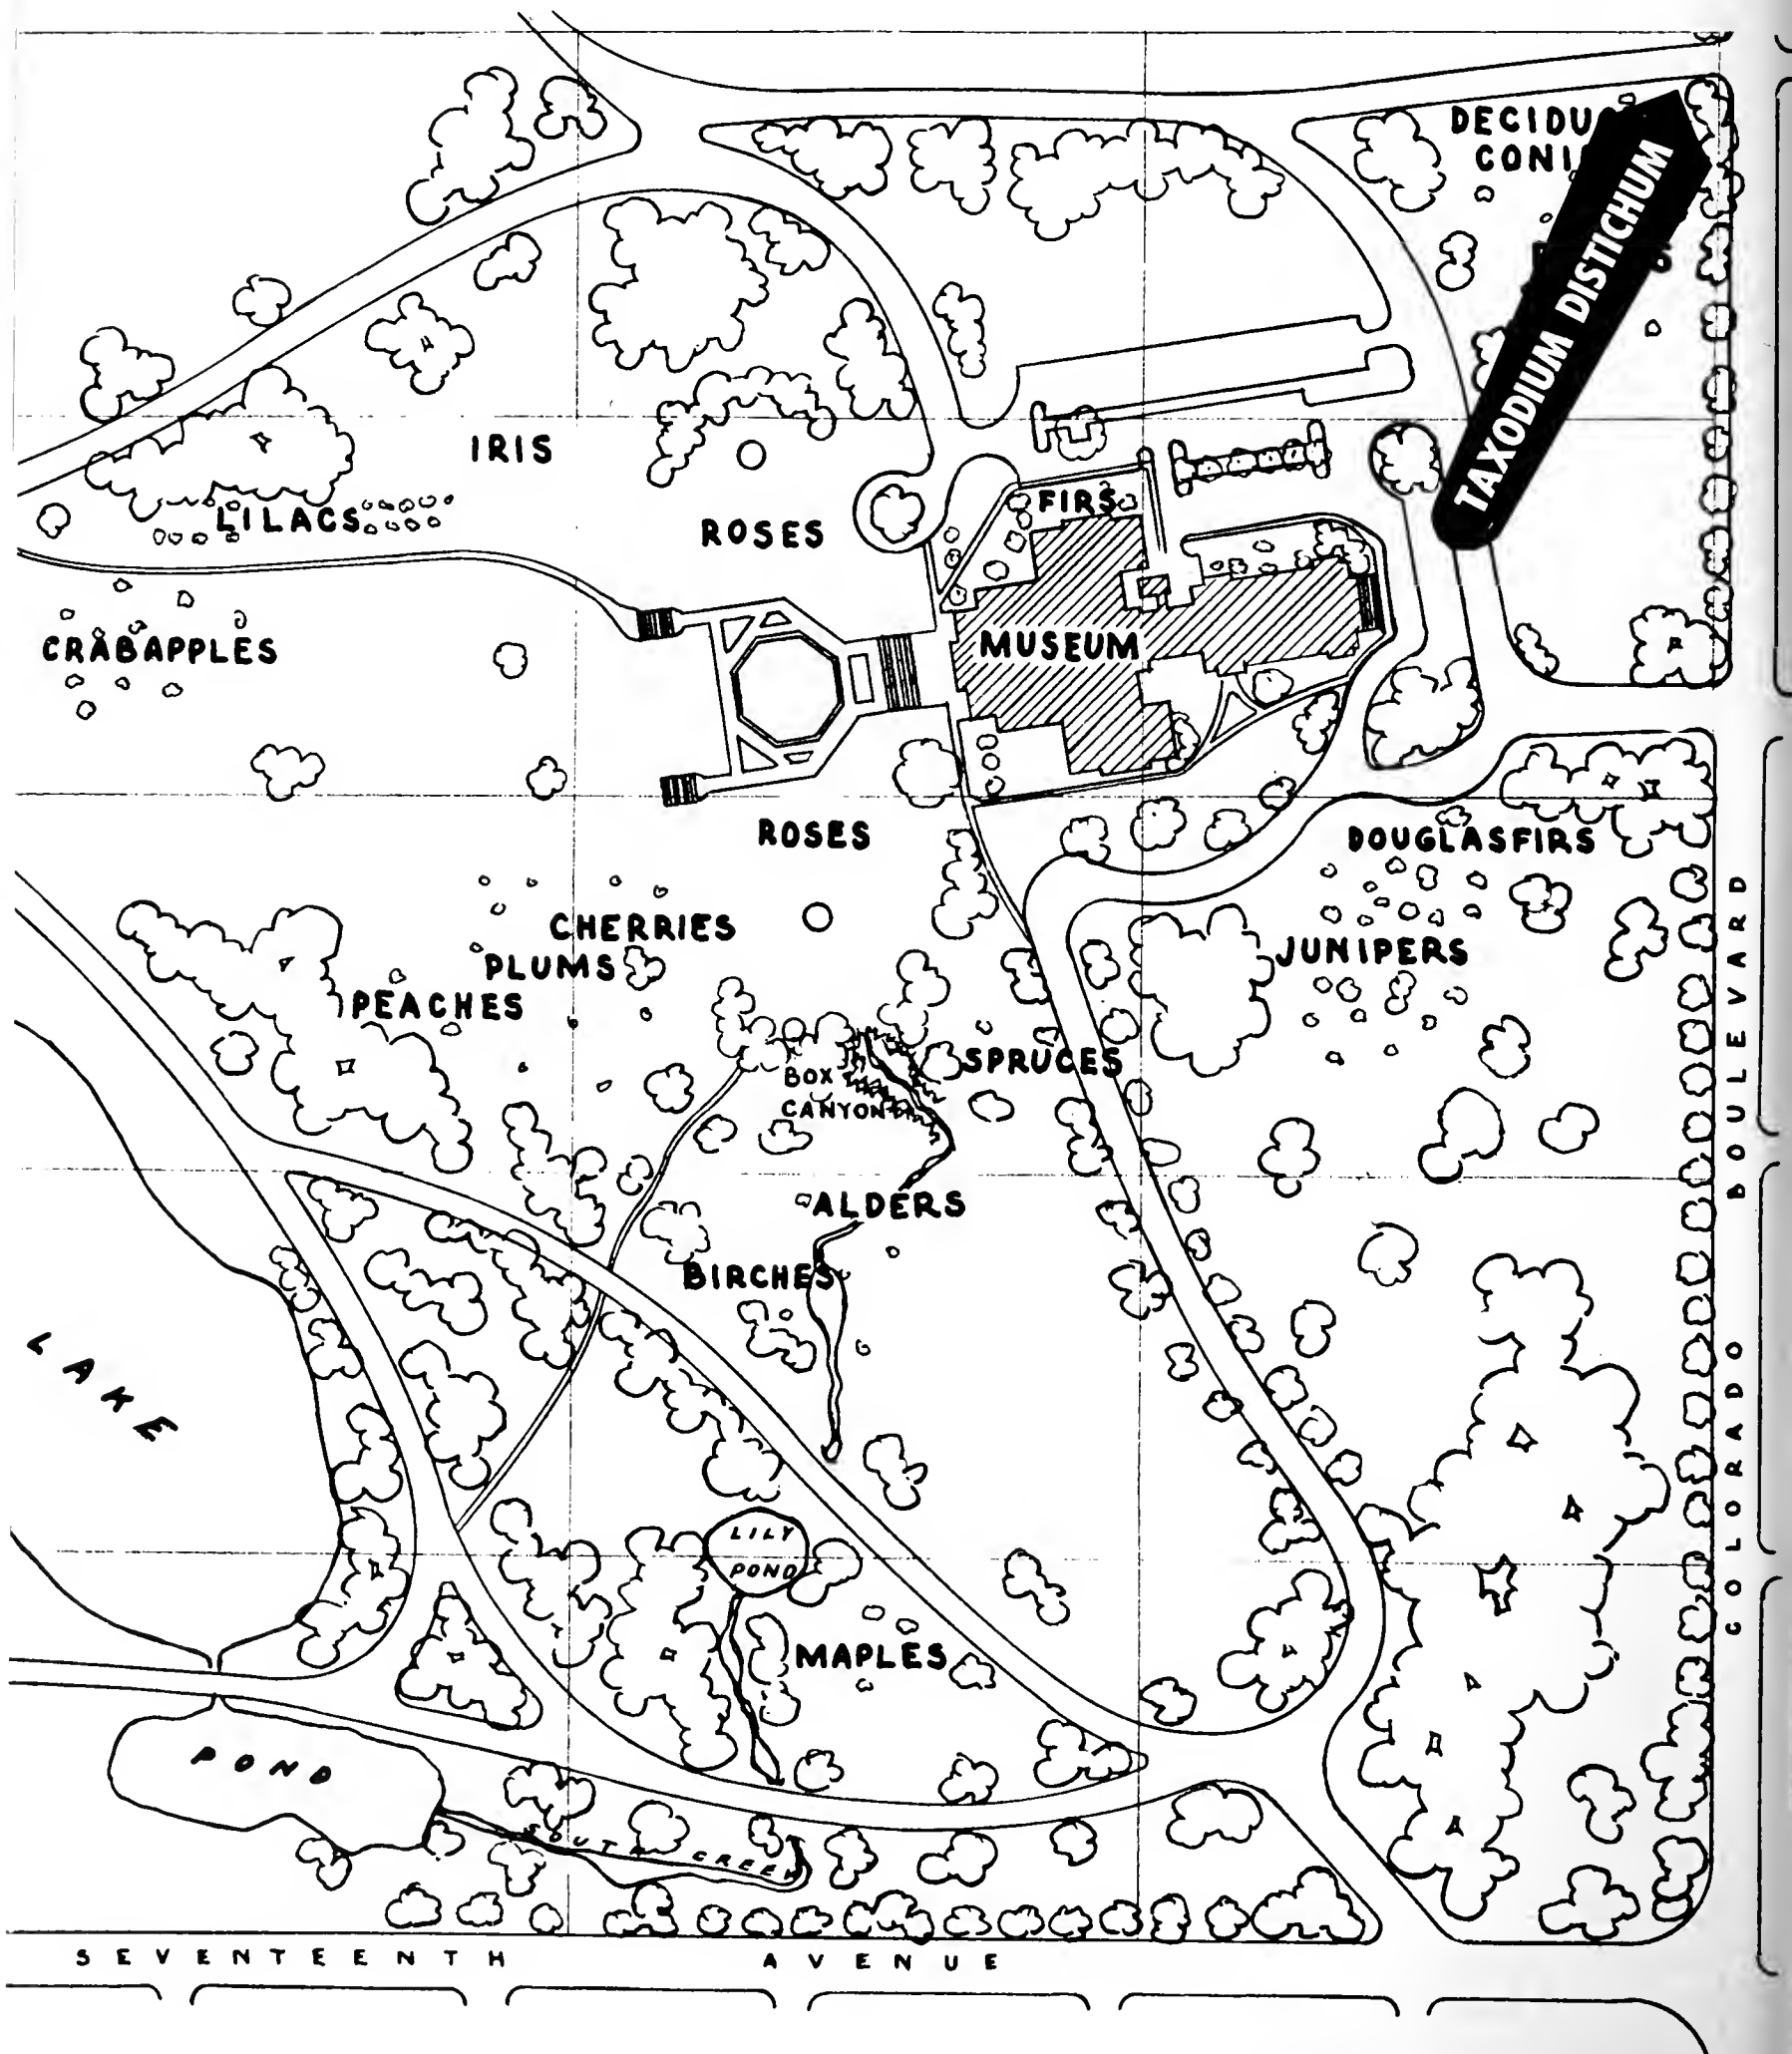 DECIDU
CONI
TAXODIUM DISTICHUM
IRIS
LILACS
ROSES
FIRS
CRABAPPLES
MUSEUM
ROSES
DOUGLASFIRS
CHERRIES
PLUMS
PEACHES
JUNIPERS
BOX
CANYON
SPRUCES
ALDERS
BIRCHES
LAKE
LILY
POND
MAPLES
POND
SOUTH CREEK
COLORADO BOULEVARD
SEVENTEENTH AVENUE